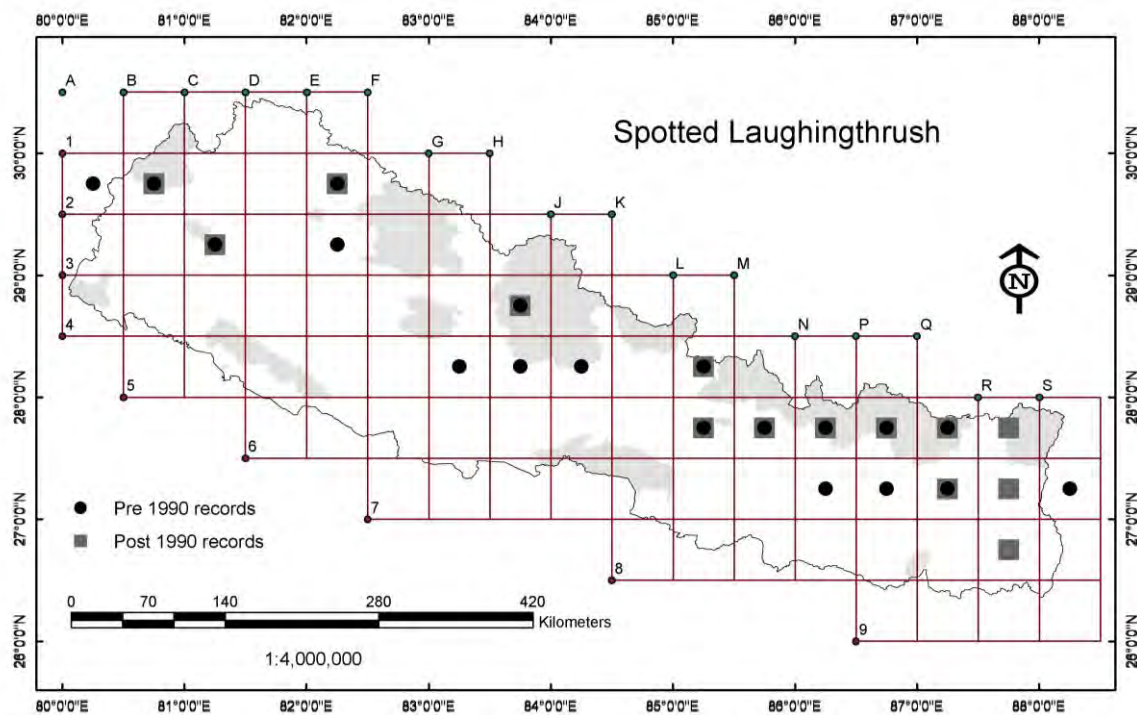 80°0'0"E 81°0'0"E 82°0'0"E 83°0'0"E 84°0'0"E 85°0'0"E 86°0'0"E 87°0'0"E 88°0'0"E
A B C D E F
Spotted Laughingthrush
30°0'0"N 1 G H 30°0'0"N
2 J K
29°0'0"N 3 L M N 29°0'0"N
4 N P Q
28°0'0"N 5 R S 28°0'0"N
6
Pre 1990 records
27°0'0"N 7 27°0'0"N
Post 1990 records
8
0 70 140 280 420
Kilometers
26°0'0"N 9 26°0'0"N
1:4,000,000
80°0'0"E 81°0'0"E 82°0'0"E 83°0'0"E 84°0'0"E 85°0'0"E 86°0'0"E 87°0'0"E 88°0'0"E